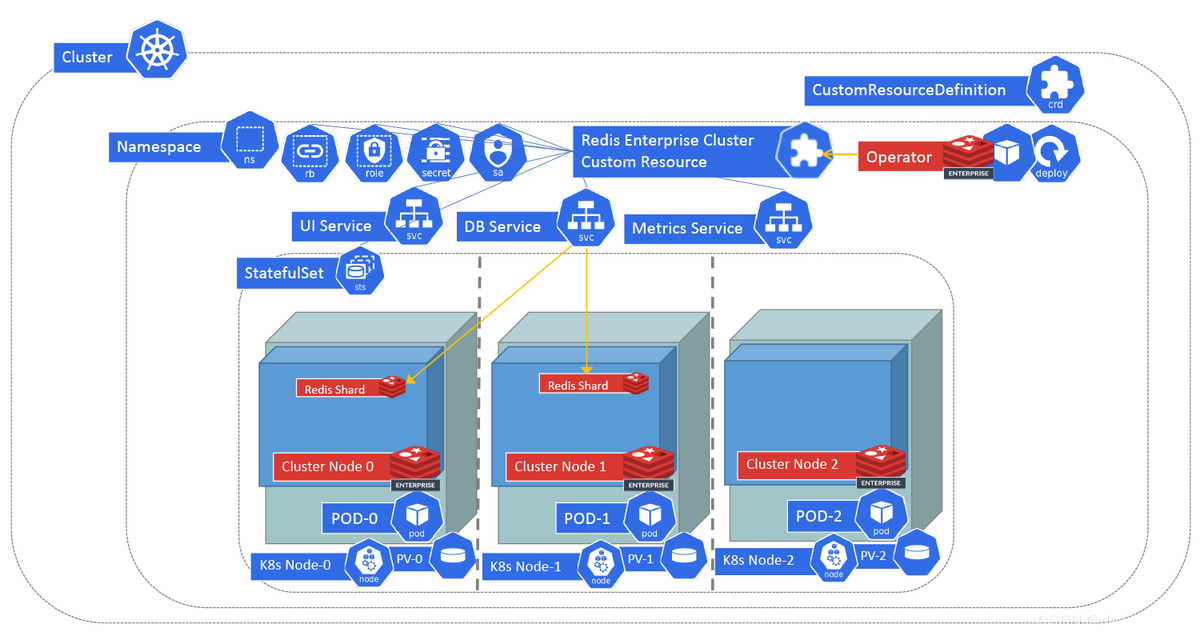 Cluster
CustomResourceDefinition
crd
Namespace
ns
rb
role
secret
sa
Redis Enterprise Cluster
Custom Resource
Operator
ENTERPRISE
deploy
UI Service
svc
DB Service
svc
Metrics Service
svc
StatefulSet
sts
Redis Shard
Redis Shard
Cluster Node 0
ENTERPRISE
Cluster Node 1
ENTERPRISE
Cluster Node 2
ENTERPRISE
POD-0
pod
POD-1
pod
POD-2
pod
K8s Node-0
node
PV-0
K8s Node-1
node
PV-1
K8s Node-2
node
PV-2